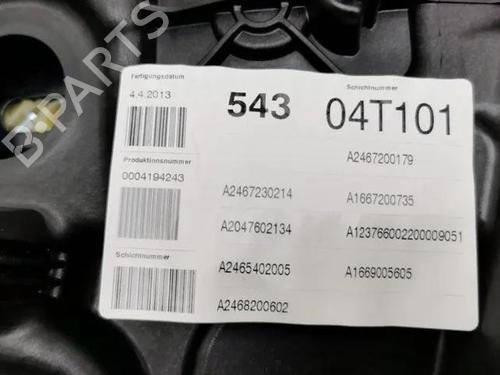 Fertigungsdatum
4.4.2013
543
Schichtnummer
04T101
A2467200179
Produktionsnummer
0004194243
A2467230214
A1667200735
A2047602134
A123766002200009051
Schichtnummer
A2465402005
A1669005605
A2468200602
B-PARTS